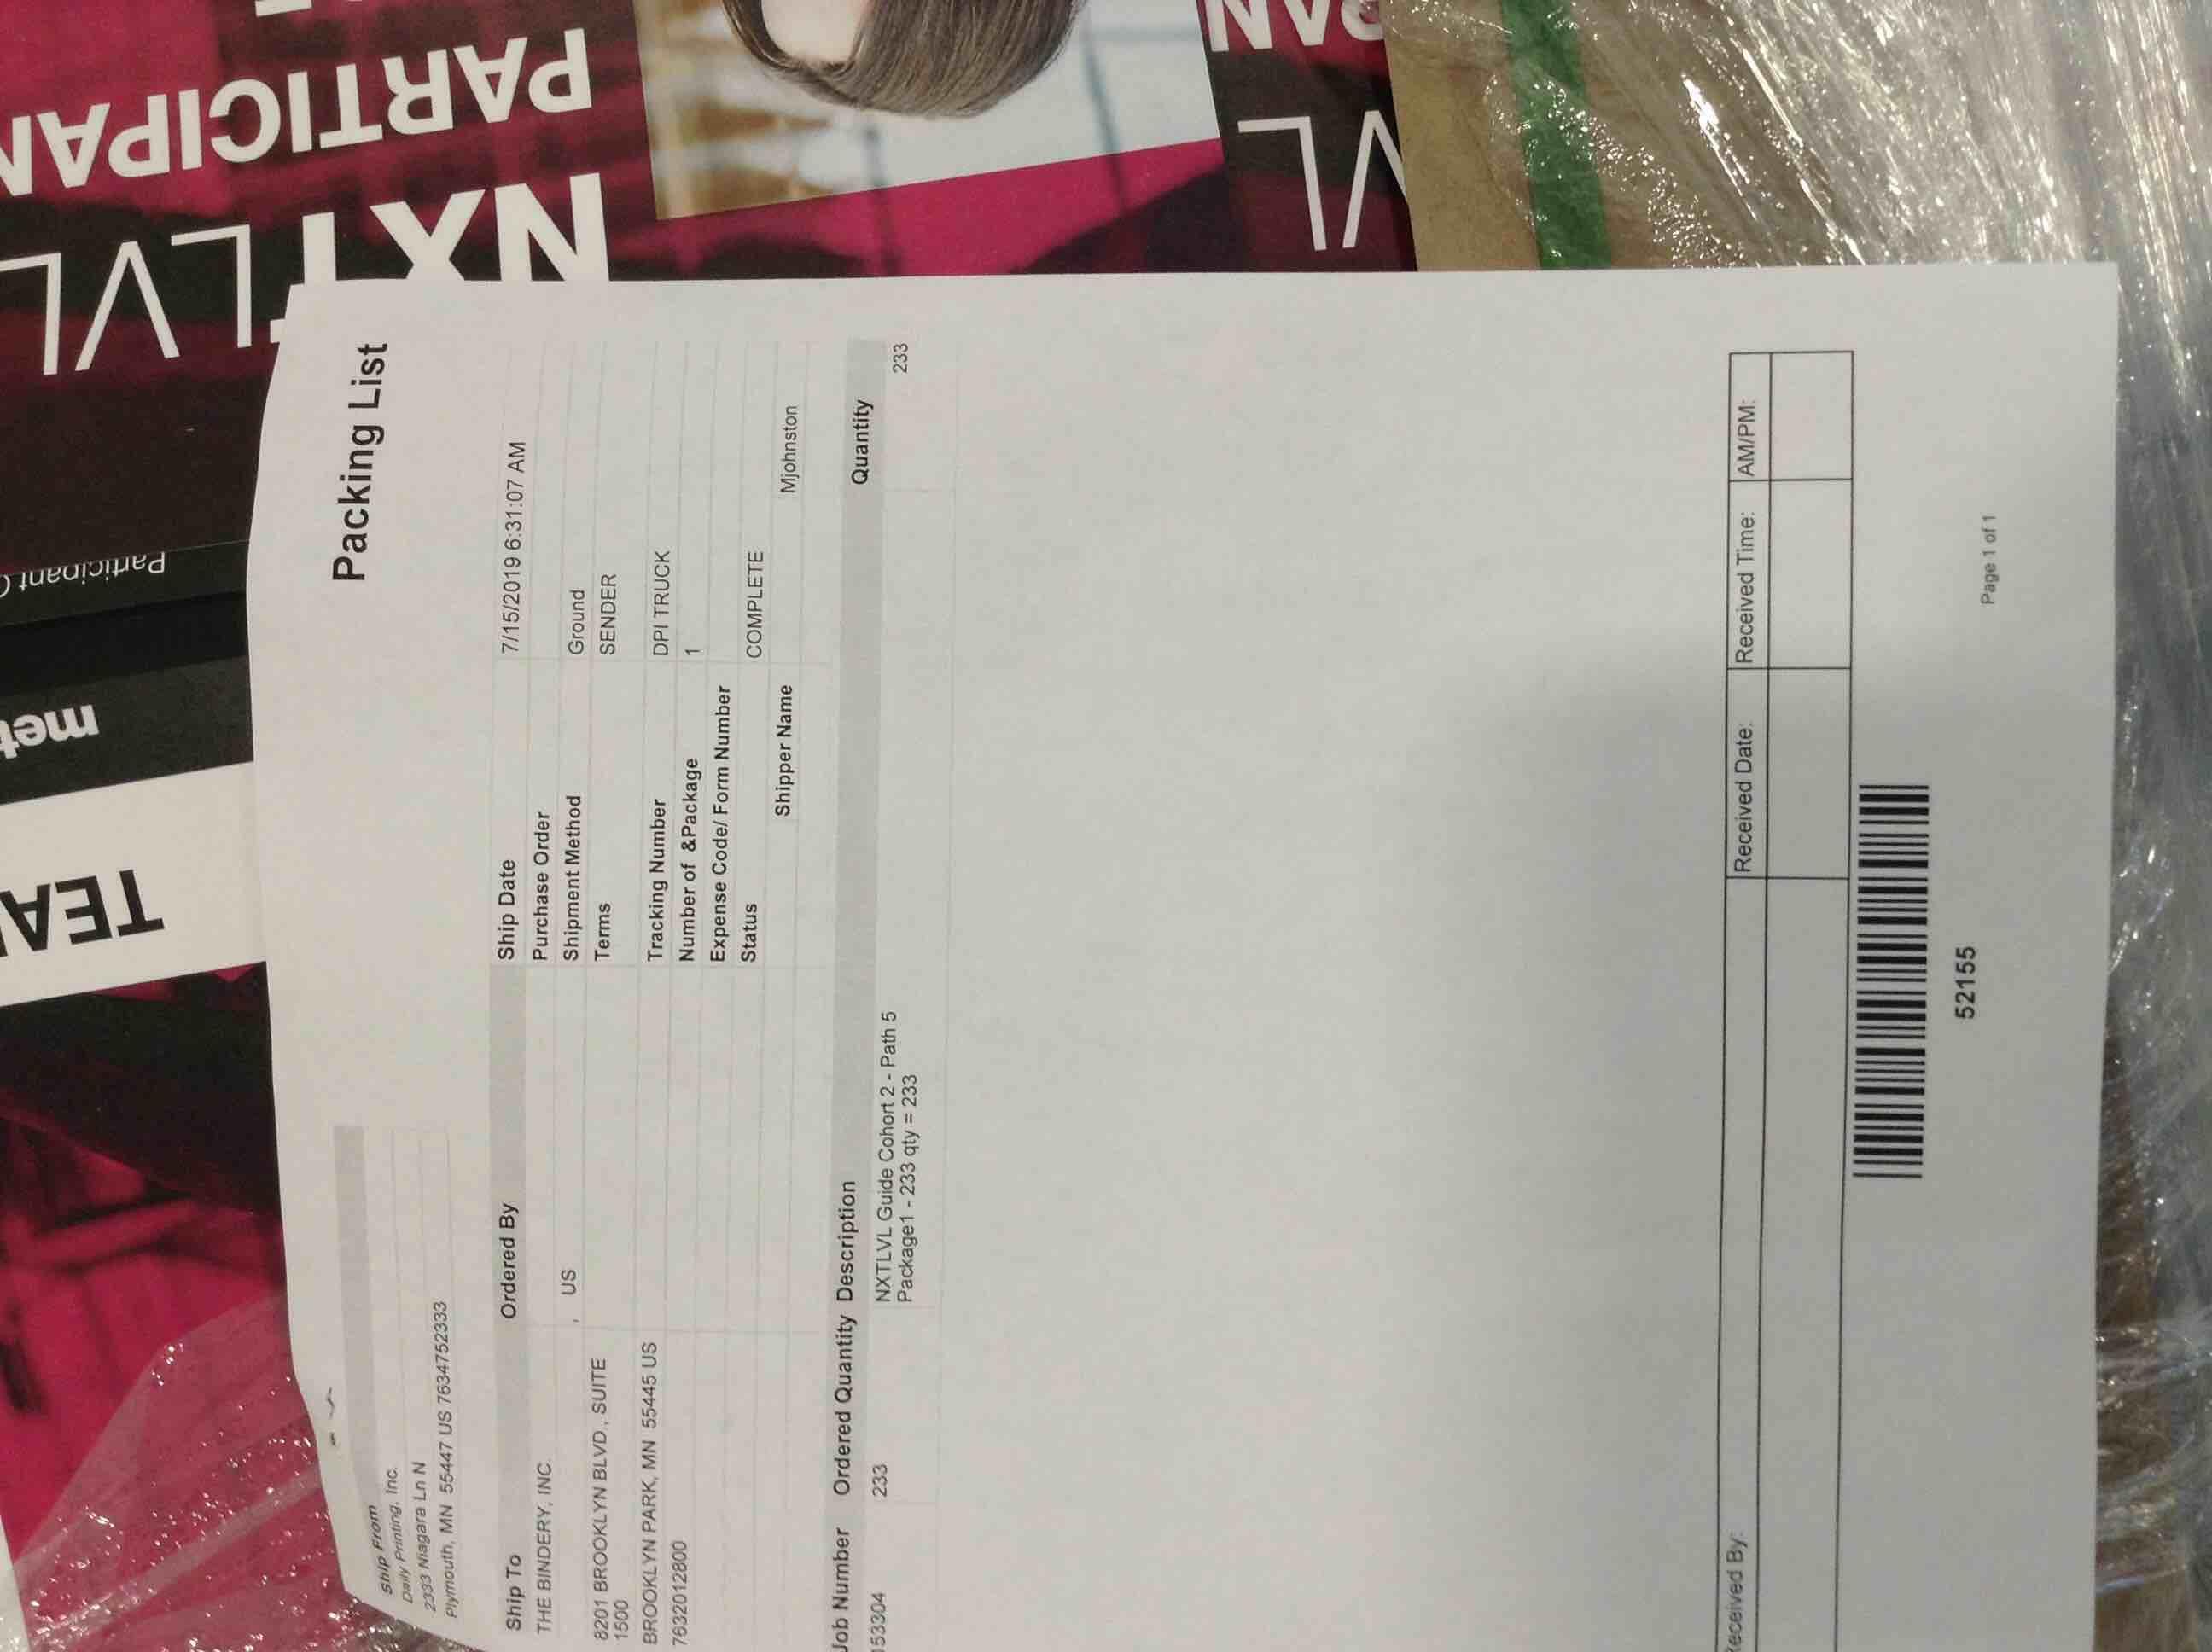 Packing List
Ship From
Daily Printing, Inc.
2333 Niagara Ln N
Plymouth, MN 55447 US 7634752333
Ship To
THE BINDERY, INC.
8201 BROOKLYN BLVD., SUITE
1500
BROOKLYN PARK, MN 55445 US
7632012800
Ordered By
, US
Ship Date 7/15/2019 6:31:07 AM
Purchase Order
Shipment Method Ground
Terms SENDER
Tracking Number DPI TRUCK
Number of &Package 1
Expense Code/ Form Number
Status COMPLETE
Shipper Name Mjohnston
Job Number Ordered Quantity Description Quantity
153304 233 NXTLVL Guide Cohort 2 - Path 5 233
Package1 - 233 qty = 233
Received By: Received Date: Received Time: AM/PM:
52155
Page 1 of 1
NXTLVL
PARTICIPAN
VL
PAN
Participant
met
TEA